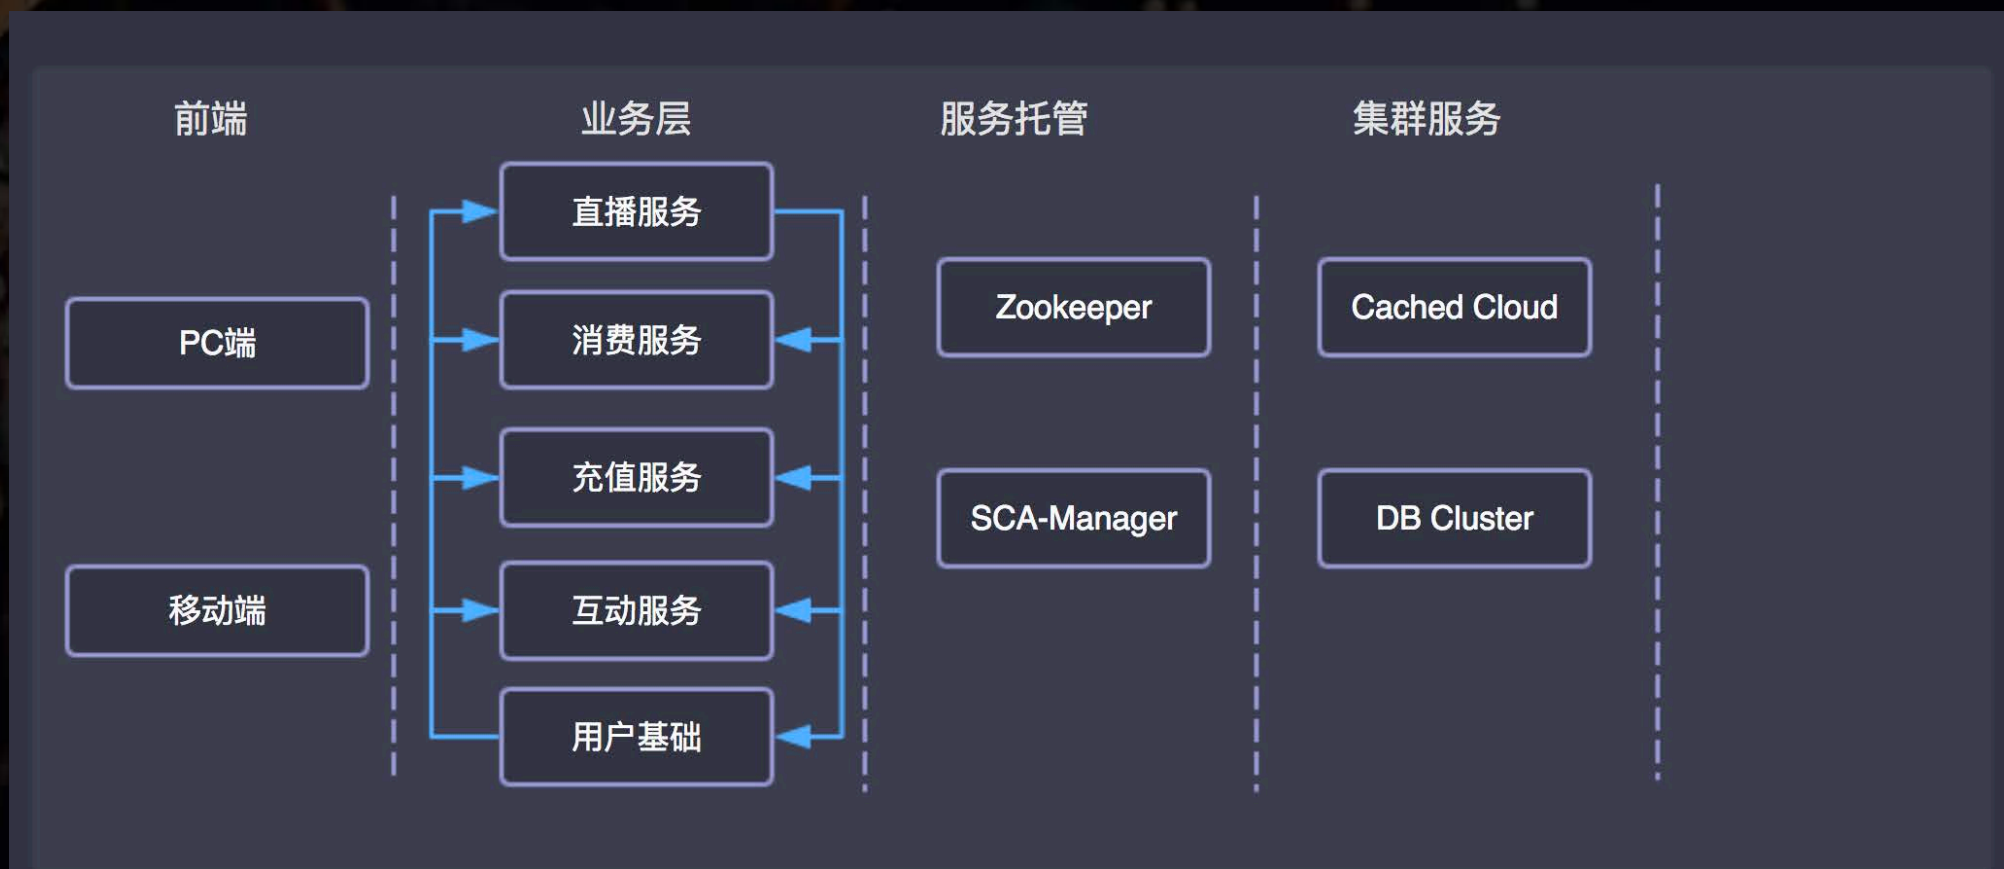 前端
业务层
服务托管
集群服务
直播服务
消费服务
充值服务
互动服务
用户基础
PC端
移动端
Zookeeper
SCA-Manager
Cached Cloud
DB Cluster